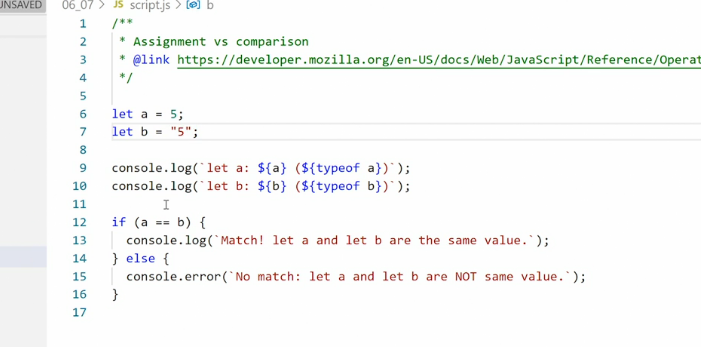 UNSAVED 06_07 > JS script.js > b
1 /**
2 * Assignment vs comparison
3 * @link https://developer.mozilla.org/en-US/docs/Web/JavaScript/Reference/Operat
4 */
5
6 let a = 5;
7 let b = "5";
8
9 console.log(`let a: ${a} (${typeof a})`);
10 console.log(`let b: ${b} (${typeof b})`);
11
12 if (a == b) {
13 console.log(`Match! let a and let b are the same value.`);
14 } else {
15 console.error(`No match: let a and let b are NOT same value.`);
16 }
17